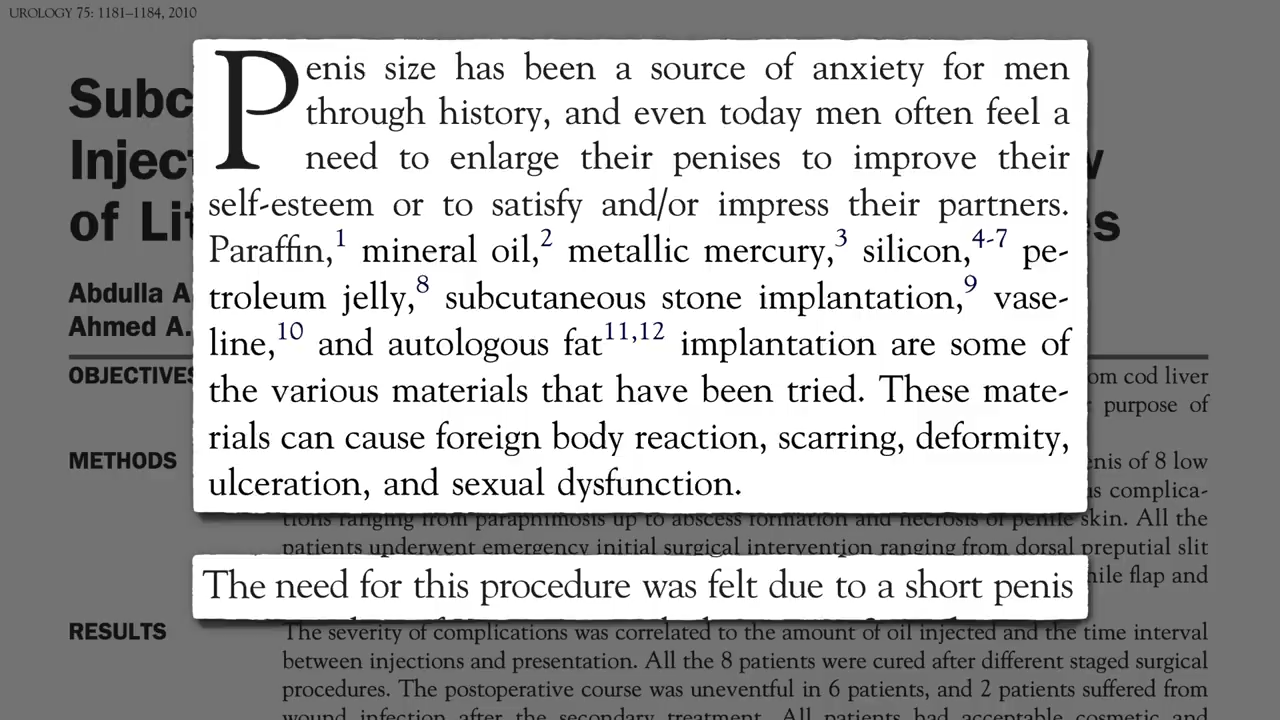 UROLOGY 75: 1181–1184, 2010
Penis size has been a source of anxiety for men
through history, and even today men often feel a
need to enlarge their penises to improve their
self-esteem or to satisfy and/or impress their partners.
Paraffin,1 mineral oil,2 metallic mercury,3 silicon,4-7 pe-
troleum jelly,8 subcutaneous stone implantation,9 vase-
line,10 and autologous fat11,12 implantation are some of
the various materials that have been tried. These mate-
rials can cause foreign body reaction, scarring, deformity,
ulceration, and sexual dysfunction.
Subc
Injec
of Lit
es
Abdulla A
Ahmed A.
OBJECTIVES
om cod liver
purpose of
METHODS
enis of 8 low
us complica-
tions ranging from paraphimosis up to abscess formation and necrosis of penile skin. All the
patients underwent emergency initial surgical intervention ranging from dorsal preputial slit
hile flap and
The need for this procedure was felt due to a short penis
RESULTS
The severity of complications was correlated to the amount of oil injected and the time interval
between injections and presentation. All the 8 patients were cured after different staged surgical
procedures. The postoperative course was uneventful in 6 patients, and 2 patients suffered from
wound infection after the secondary treatment. All patients had acceptable cosmetic and